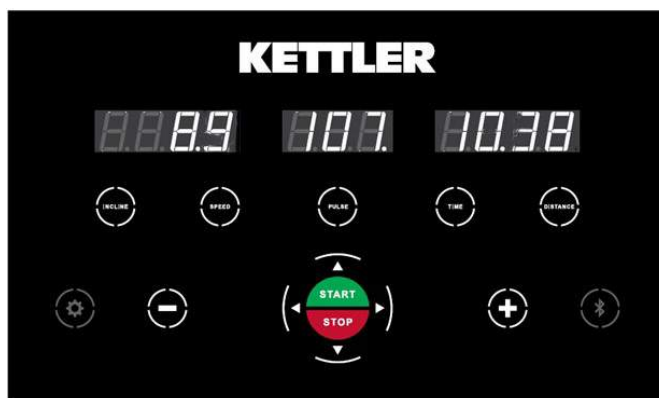 KETTLER
8.9 107. 10.38
INCLINE SPEED PULSE TIME DISTANCE
START
STOP